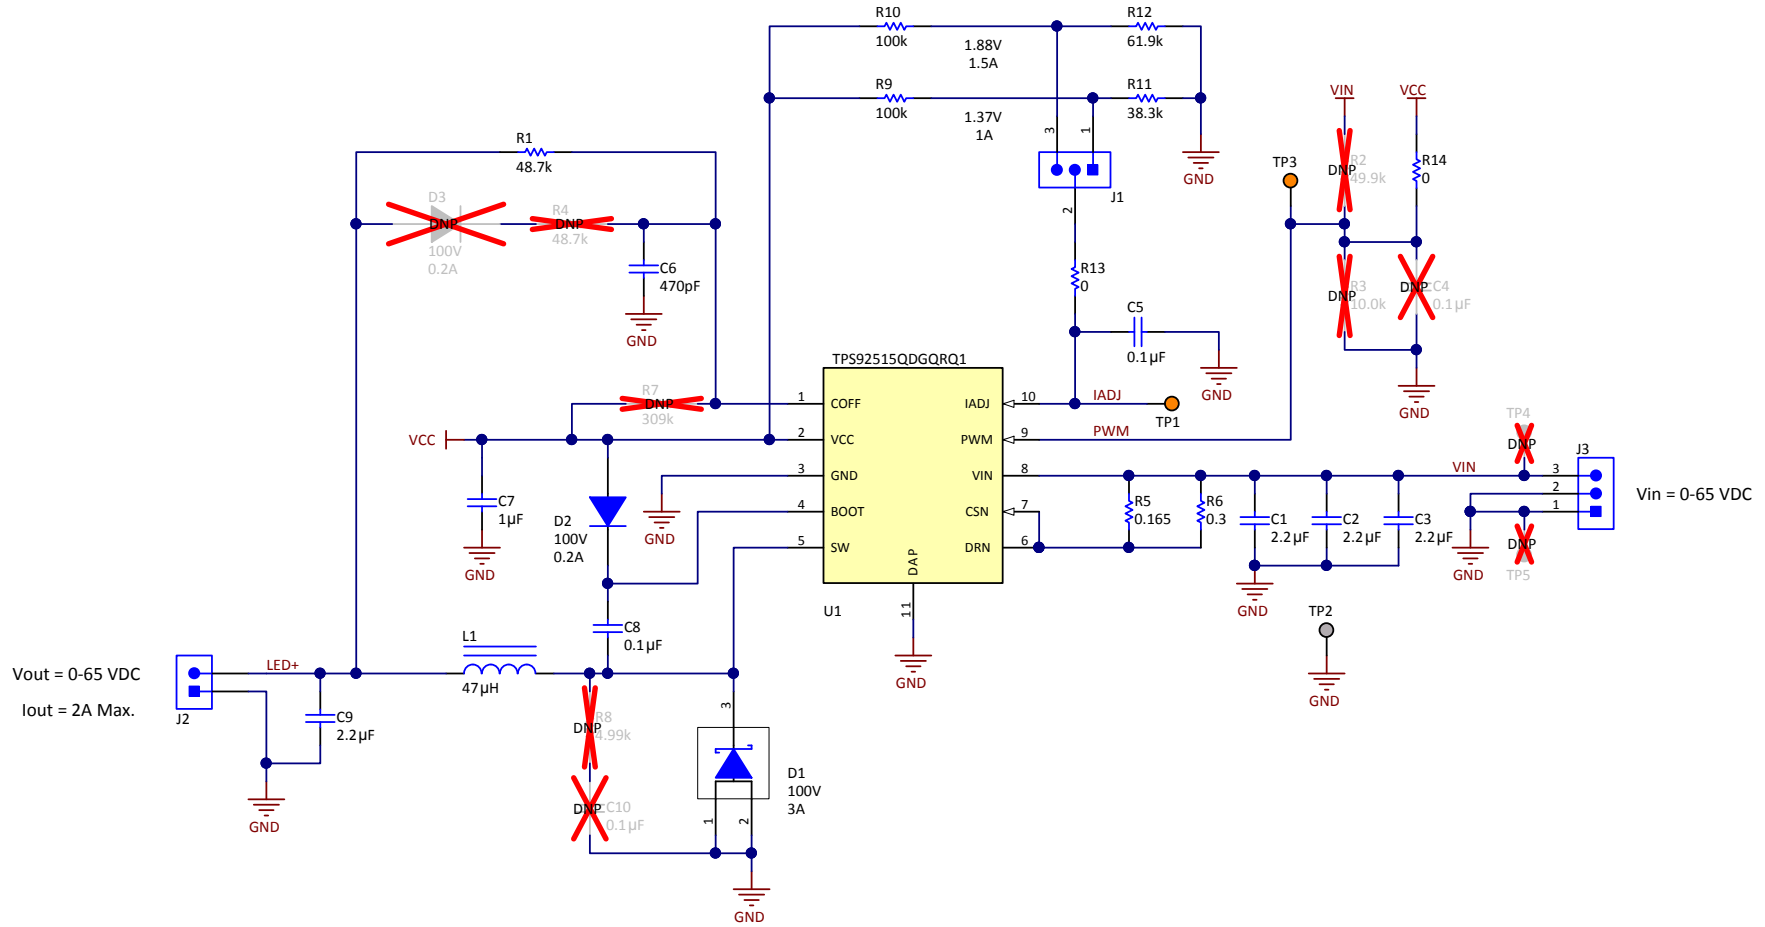 R10
100k
1.88V
1.5A
R12
61.9k
R9
100k
1.37V
1A
R11
38.3k
3
1
J1
2
GND
R1
48.7k
D3
DNP
100V
0.2A
R4
DNP
48.7k
C6
470pF
GND
R13
0
C5
0.1µF
GND
TP3
VIN
VCC
R2
DNP
49.9k
R14
0
R3
DNP
10.0k
C4
DNP
0.1µF
GND
R7
DNP
309k
VCC
TPS92515QDGQRQ1
1
COFF
2
VCC
3
GND
4
BOOT
5
SW
IADJ
10
PWM
9
VIN
8
CSN
7
DRN
6
DAP
11
U1
GND
IADJ
TP1
PWM
VIN
TP4
DNP
J3
3
2
1
Vin = 0-65 VDC
DNP
TP5
GND
R5
0.165
R6
0.3
C1
2.2µF
C2
2.2µF
C3
2.2µF
GND
TP2
GND
C7
1µF
GND
D2
100V
0.2A
GND
C8
0.1µF
L1
47µH
LED+
Vout = 0-65 VDC
Iout = 2A Max.
J2
C9
2.2µF
GND
R8
DNP
4.99k
C10
DNP
0.1µF
3
D1
100V
3A
1
2
GND